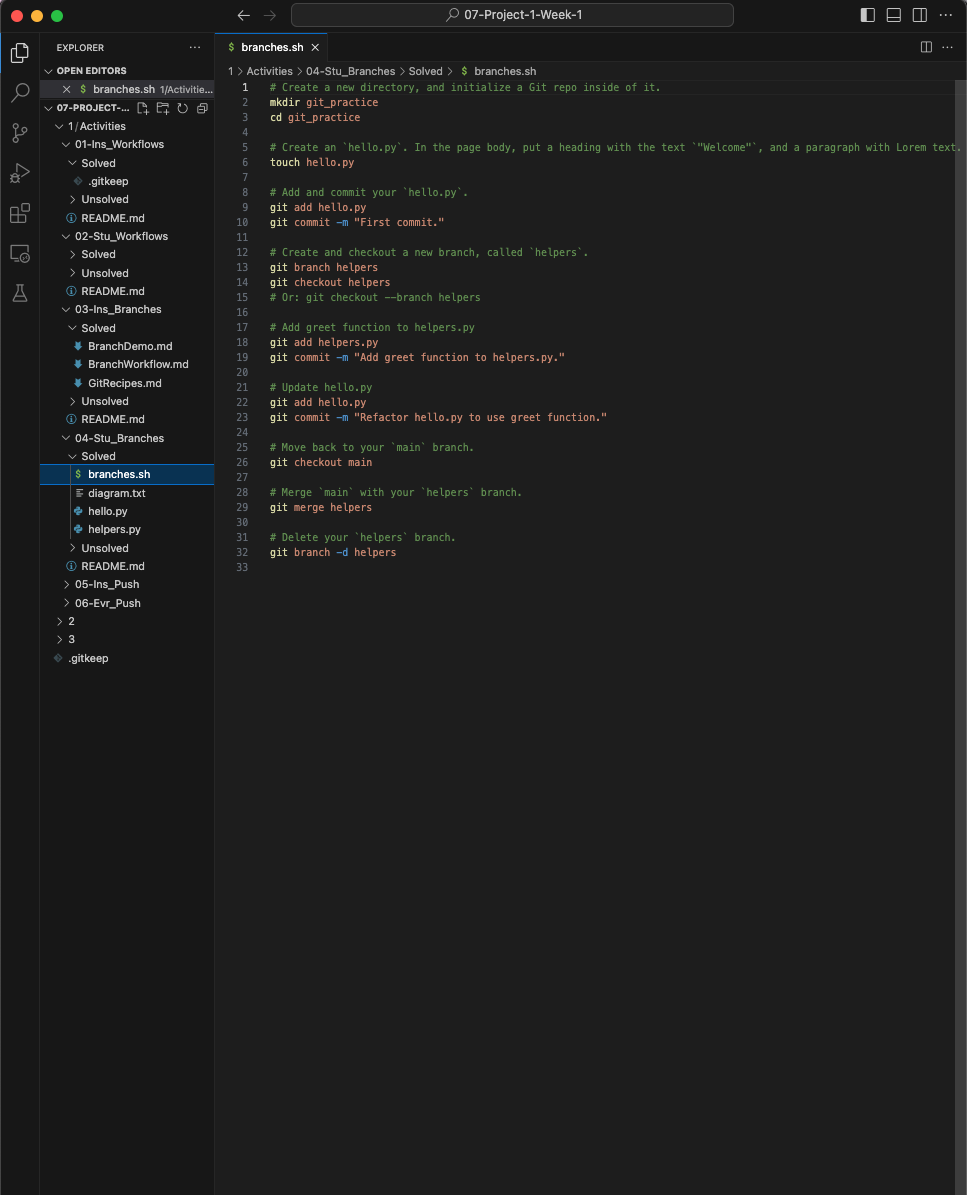 07-Project-1-Week-1
EXPLORER
OPEN EDITORS
$ branches.sh 1/Activitie...
07-PROJECT-...
1 / Activities
01-Ins_Workflows
Solved
.gitkeep
Unsolved
README.md
02-Stu_Workflows
Solved
Unsolved
README.md
03-Ins_Branches
Solved
BranchDemo.md
BranchWorkflow.md
GitRecipes.md
Unsolved
README.md
04-Stu_Branches
Solved
$ branches.sh
diagram.txt
hello.py
helpers.py
Unsolved
README.md
05-Ins_Push
06-Evr_Push
2
3
.gitkeep
$ branches.sh
1 > Activities > 04-Stu_Branches > Solved > $ branches.sh
1 # Create a new directory, and initialize a Git repo inside of it.
2 mkdir git_practice
3 cd git_practice
4
5 # Create an `hello.py`. In the page body, put a heading with the text `"Welcome"`, and a paragraph with Lorem text.
6 touch hello.py
7
8 # Add and commit your `hello.py`.
9 git add hello.py
10 git commit -m "First commit."
11
12 # Create and checkout a new branch, called `helpers`.
13 git branch helpers
14 git checkout helpers
15 # Or: git checkout --branch helpers
16
17 # Add greet function to helpers.py
18 git add helpers.py
19 git commit -m "Add greet function to helpers.py."
20
21 # Update hello.py
22 git add hello.py
23 git commit -m "Refactor hello.py to use greet function."
24
25 # Move back to your `main` branch.
26 git checkout main
27
28 # Merge `main` with your `helpers` branch.
29 git merge helpers
30
31 # Delete your `helpers` branch.
32 git branch -d helpers
33